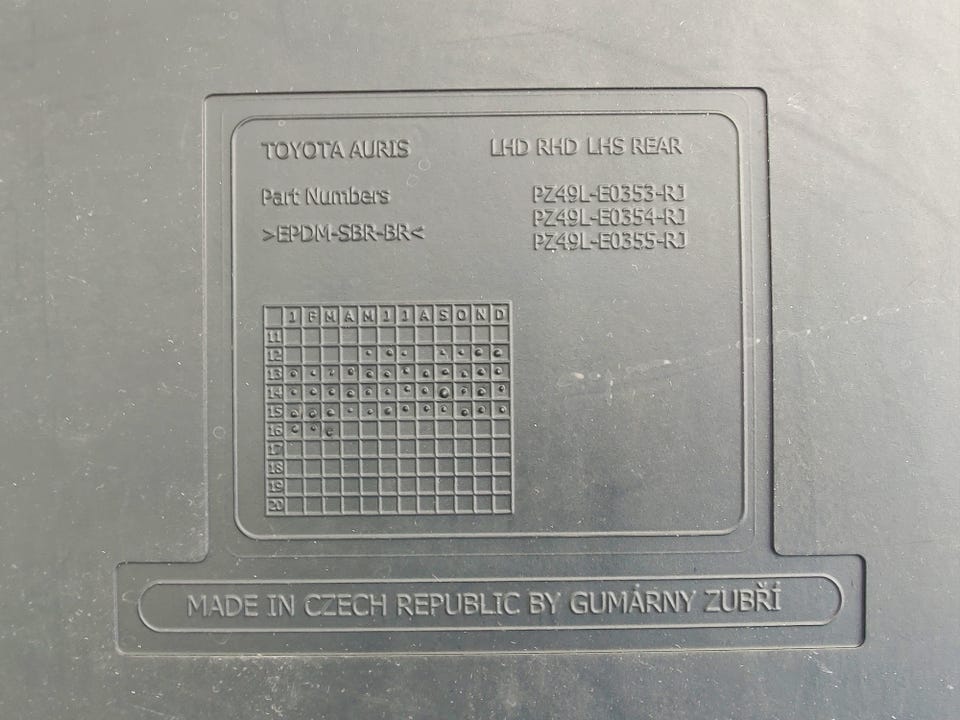 TOYOTA AURIS LHD RHD LHS REAR
Part Numbers PZ49L-E0353-RJ
PZ49L-E0354-RJ
>EPDM-SBR-BR< PZ49L-E0355-RJ
J F M A M J J A S O N D
11
12
13
14
15
16
17
18
19
20
MADE IN CZECH REPUBLIC BY GUMÁRNY ZUBŘÍ